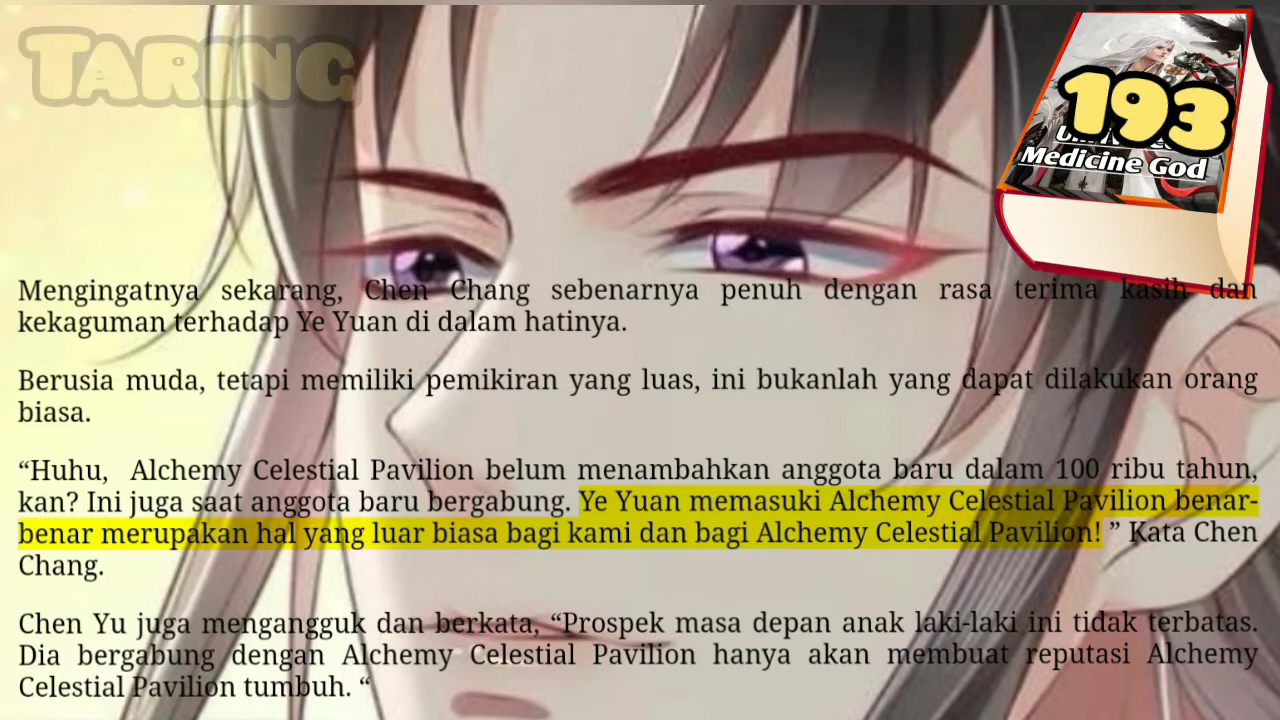 TARING
193
Medicine God
Mengingatnya sekarang, Chen Chang sebenarnya penuh dengan rasa terima kasih dan
kekaguman terhadap Ye Yuan di dalam hatinya.
Berusia muda, tetapi memiliki pemikiran yang luas, ini bukanlah yang dapat dilakukan orang
biasa.
“Huhu, Alchemy Celestial Pavilion belum menambahkan anggota baru dalam 100 ribu tahun,
kan? Ini juga saat anggota baru bergabung. Ye Yuan memasuki Alchemy Celestial Pavilion benar-
benar merupakan hal yang luar biasa bagi kami dan bagi Alchemy Celestial Pavilion! ” Kata Chen
Chang.
Chen Yu juga mengangguk dan berkata, “Prospek masa depan anak laki-laki ini tidak terbatas.
Dia bergabung dengan Alchemy Celestial Pavilion hanya akan membuat reputasi Alchemy
Celestial Pavilion tumbuh. “